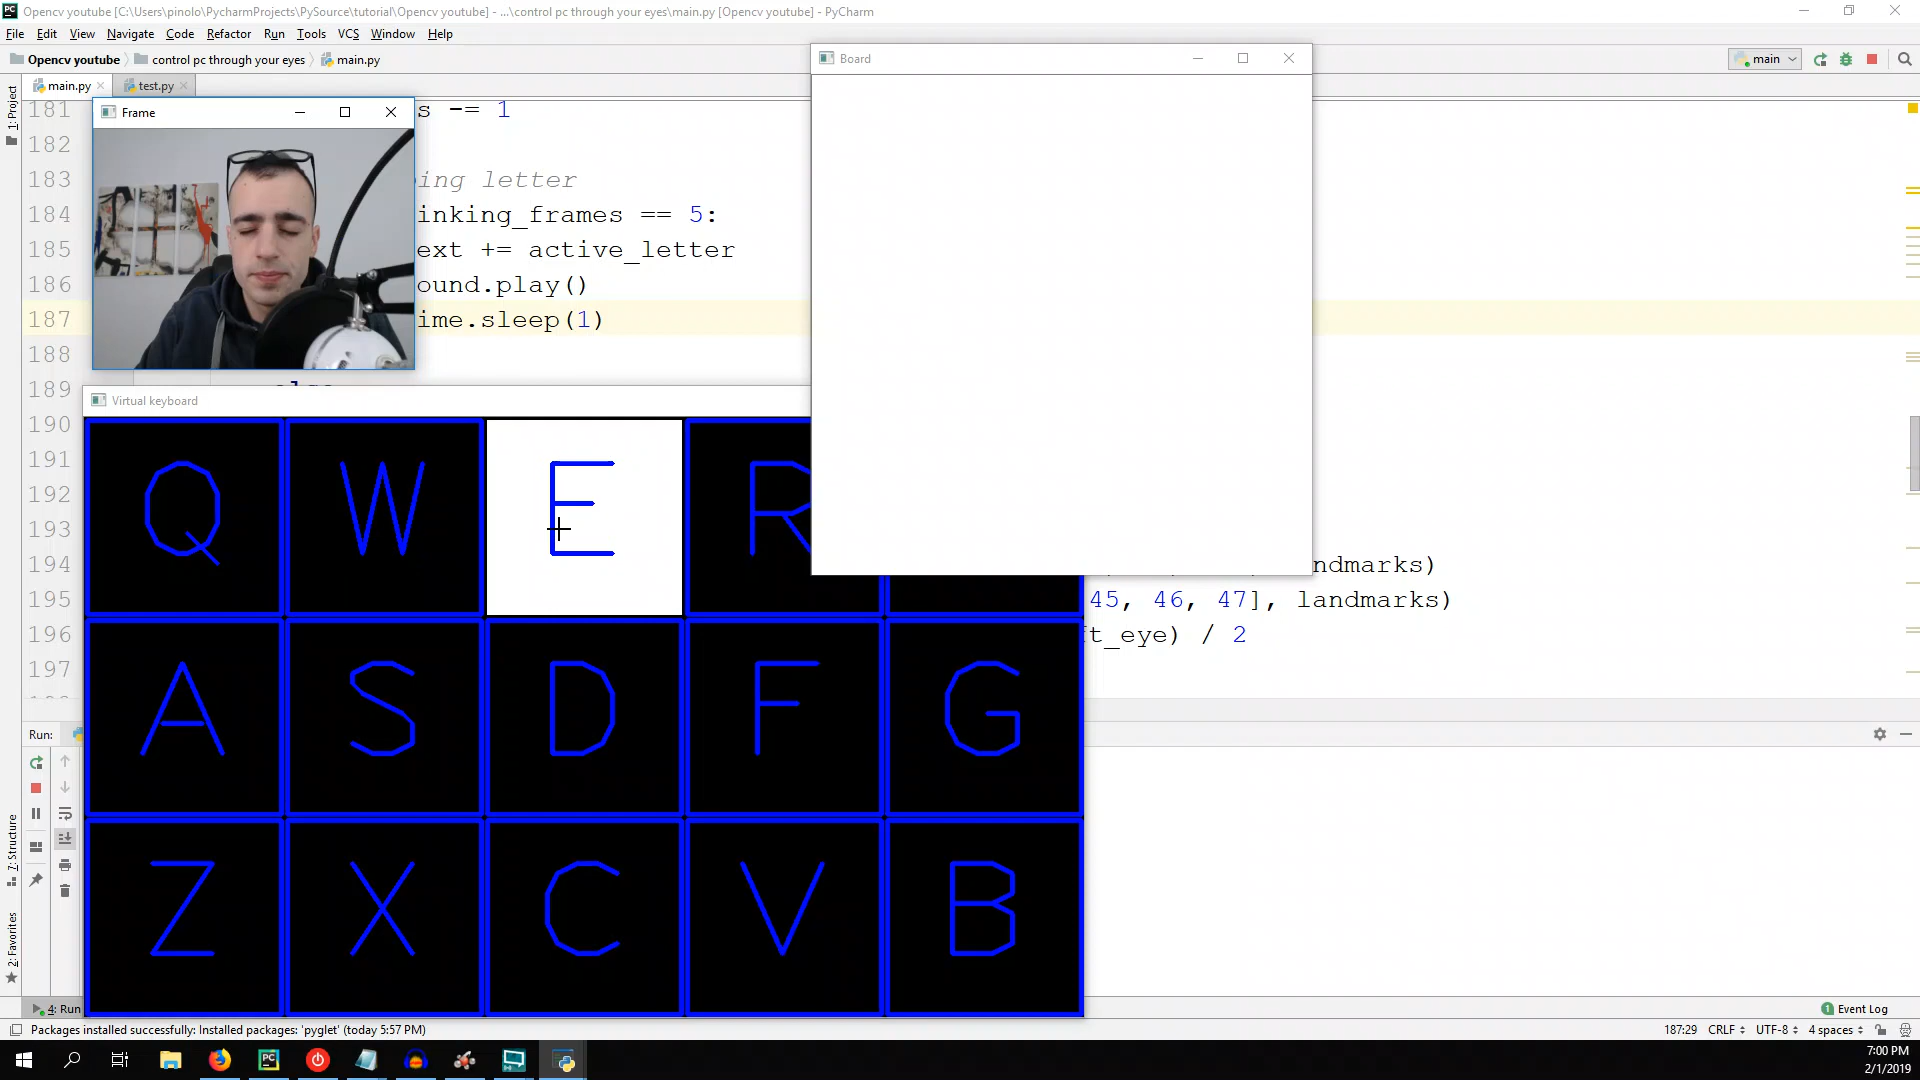 Opencv youtube [C:\Users\pinolo\PycharmProjects\PySource\tutorial\Opencv youtube] - ...\control pc through your eyes\main.py [Opencv youtube] - PyCharm
File Edit View Navigate Code Refactor Run Tools VCS Window Help
Opencv youtube control pc through your eyes main.py
main
main.py test.py
1: Project
Frame
Board
181 s -= 1
182
183 ing letter
184 inking_frames == 5:
185 ext += active_letter
186 ound.play()
187 ime.sleep(1)
188
189
190
191
192
193
194 ndmarks)
195 45, 46, 47], landmarks)
196 t_eye) / 2
197
Virtual keyboard
Q W E R
A S D F G
Z X C V B
Run:
7: Structure
2: Favorites
4: Run
Event Log
Packages installed successfully: Installed packages: 'pyglet' (today 5:57 PM)
187:29 CRLF UTF-8 4 spaces
7:00 PM
2/1/2019